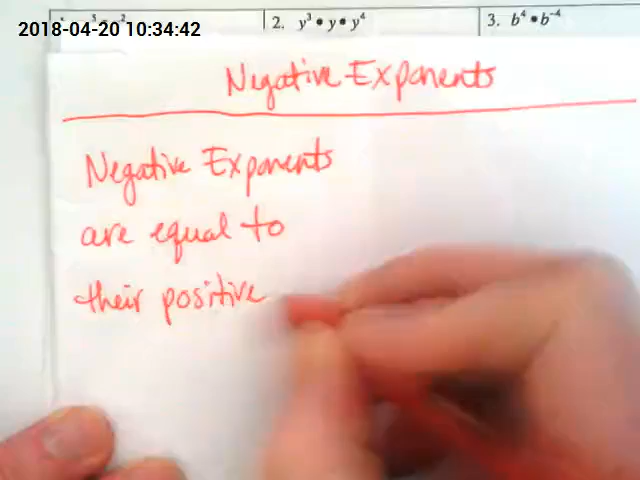 2018-04-20 10:34:42
2. y³•y•y⁴
3. b⁴•b⁻⁴
Negative Exponents
Negative Exponents
are equal to
their positive